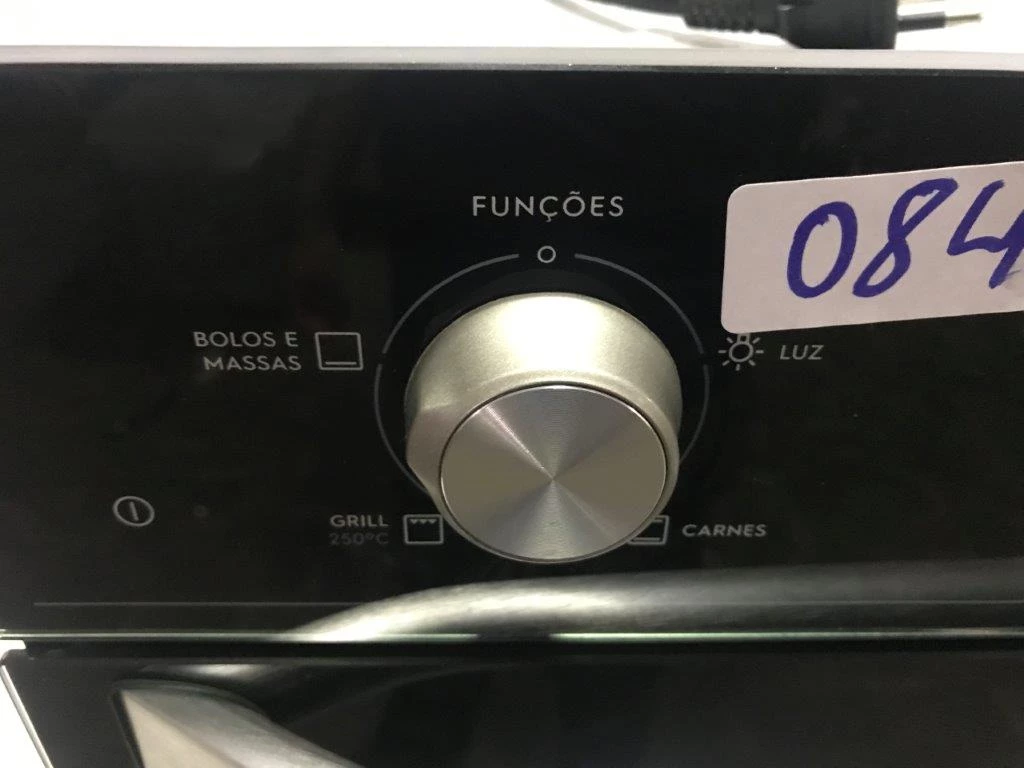 FUNÇÕES
084
BOLOS E
MASSAS
LUZ
GRILL
250°C
CARNES